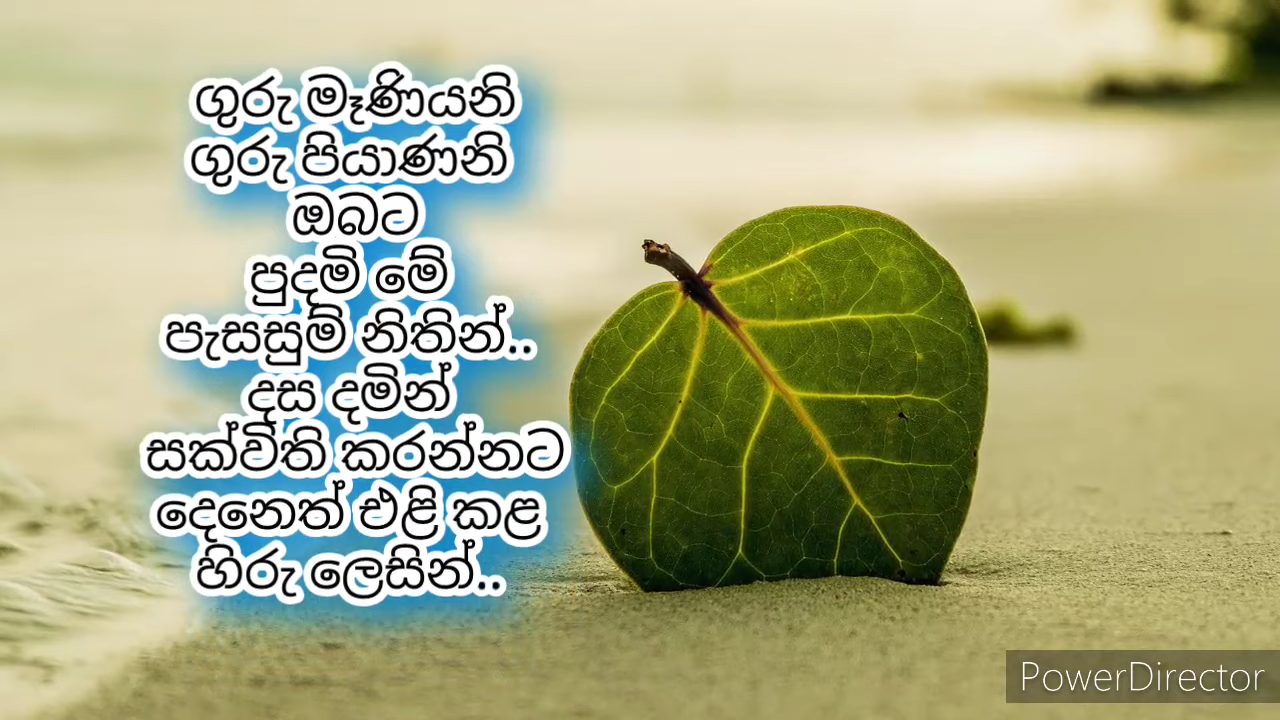 ගුරු මෑණියනි
ගුරු පියාණනි
ඔබට
පුදමි මේ
පැසසුම් නිතින්..
දස දමින්
සක්විති කරන්නට
දෙනෙත් එළි කළ
හිරු ලෙසින්..
PowerDirector